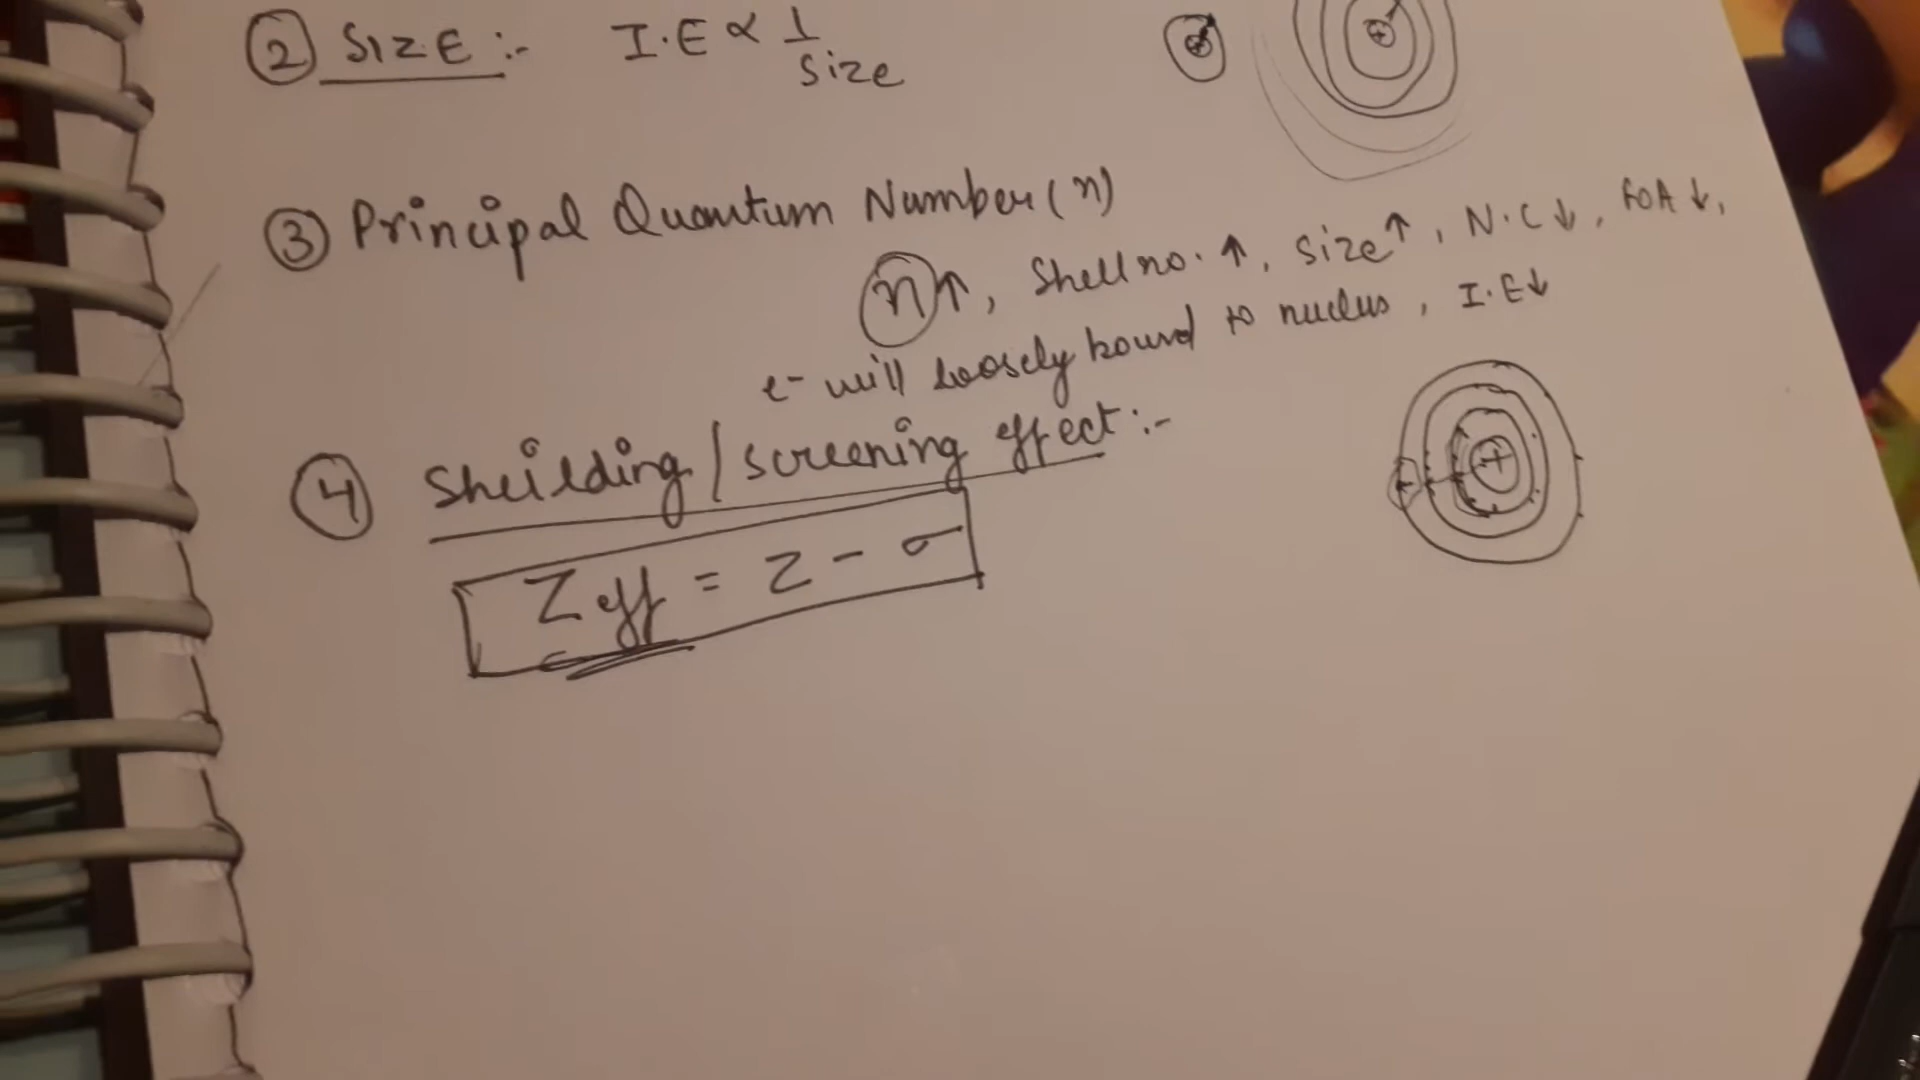 ② SIZE :- I.E ∝ 1/size
③ Principal Quantum Number (n)
n↑, Shell no. ↑, Size↑, N.C↓, FOA↓,
e- will loosely bound to nuclus, I.E↓
④ Sheilding/screening effect :-
Zeff = Z - σ